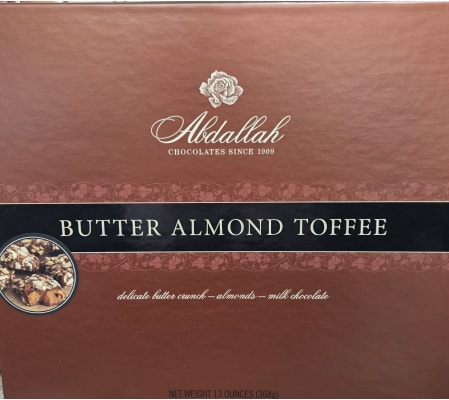 Abdallah
CHOCOLATES SINCE 1909
BUTTER ALMOND TOFFEE
delicate butter crunch – almonds – milk chocolate
NET WEIGHT 13 OUNCES (368g)